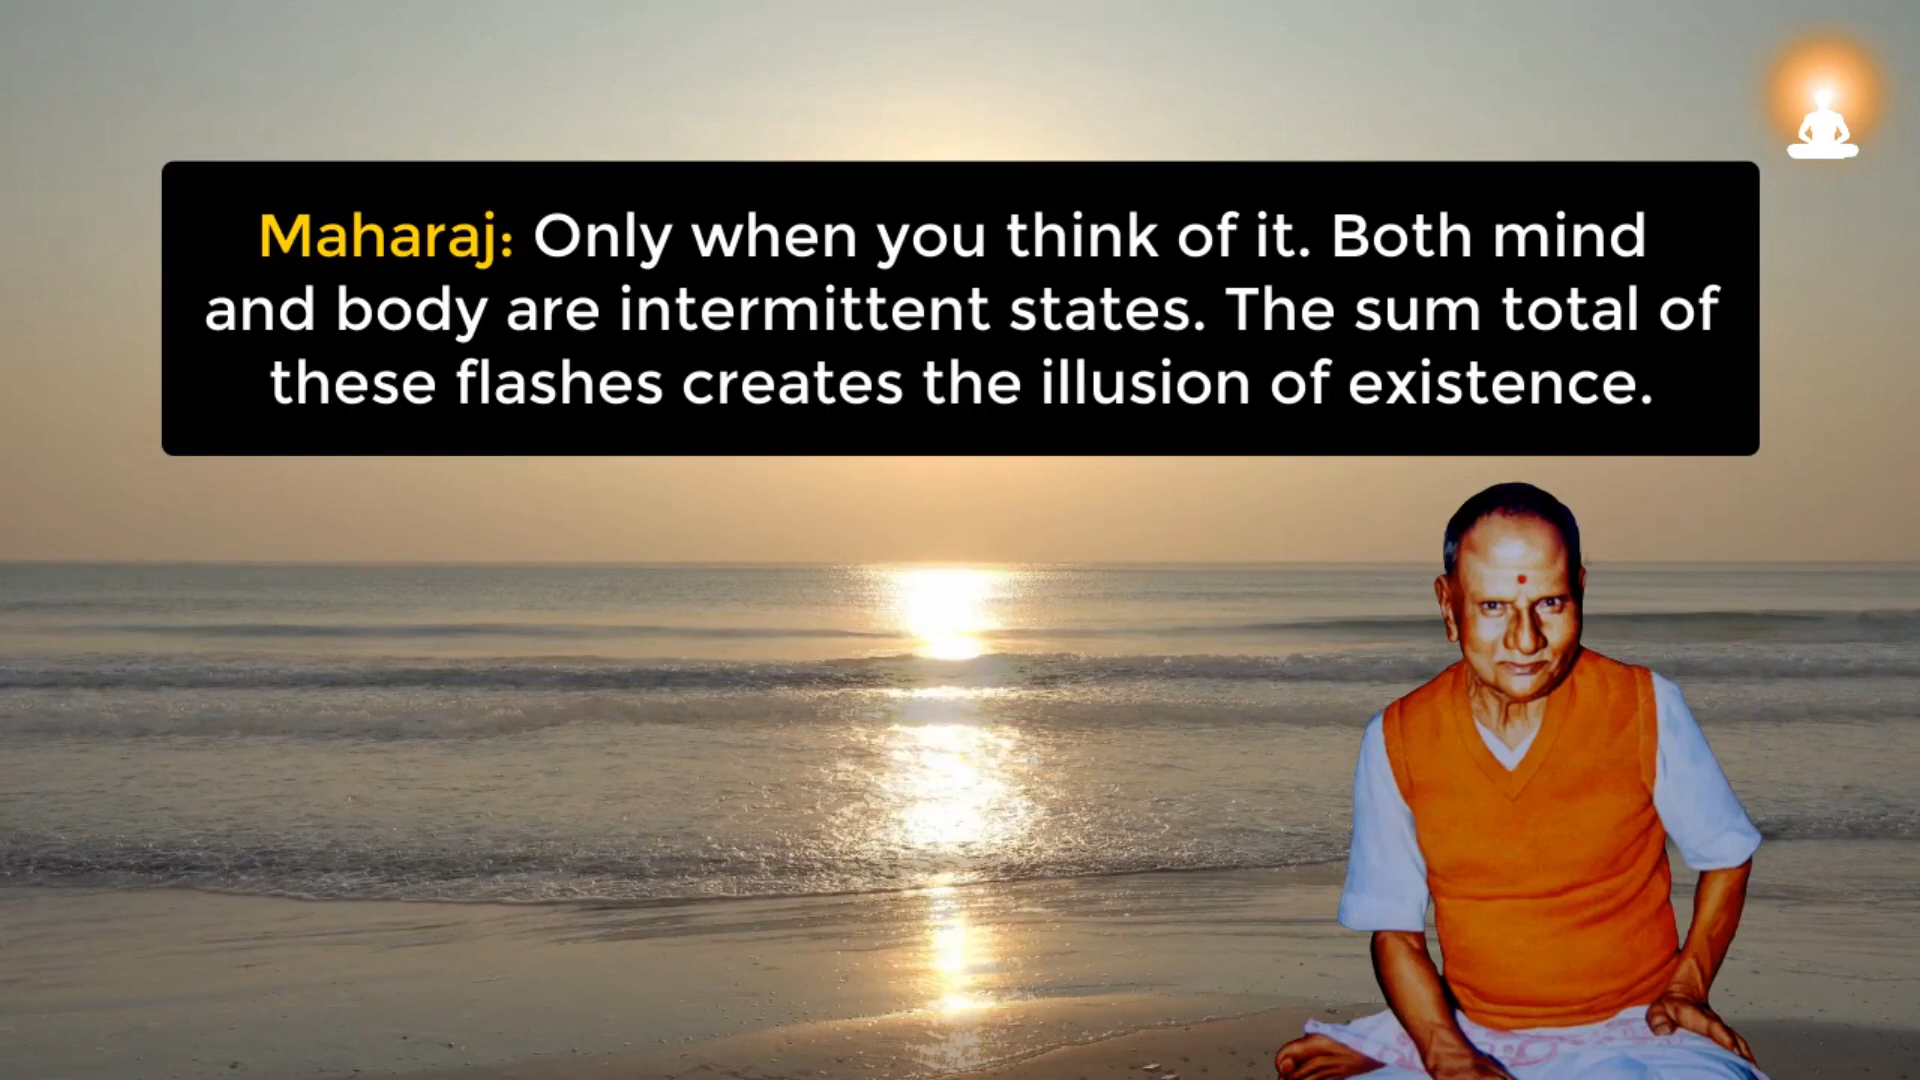 Maharaj: Only when you think of it. Both mind
and body are intermittent states. The sum total of
these flashes creates the illusion of existence.